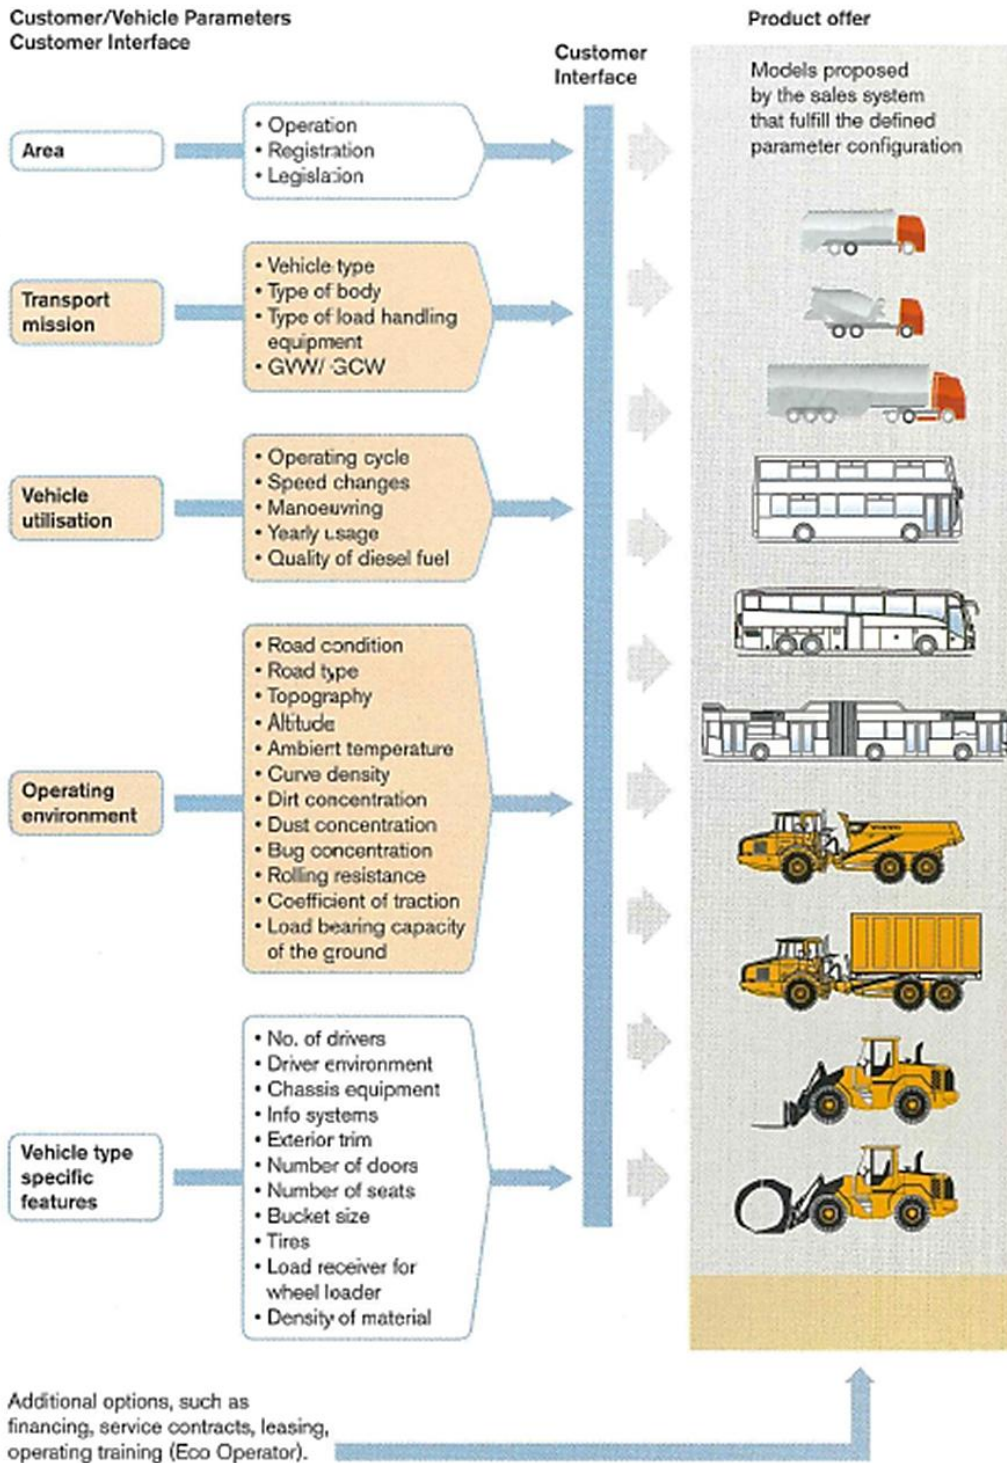 Customer/Vehicle Parameters
Customer Interface
Customer
Interface
Product offer
Models proposed
by the sales system
that fulfill the defined
parameter configuration
Area
• Operation
• Registration
• Legislation
Transport
mission
• Vehicle type
• Type of body
• Type of load handling
equipment
• GVW/ GCW
Vehicle
utilisation
• Operating cycle
• Speed changes
• Manoeuvring
• Yearly usage
• Quality of diesel fuel
Operating
environment
• Road condition
• Road type
• Topography
• Altitude
• Ambient temperature
• Curve density
• Dirt concentration
• Dust concentration
• Bug concentration
• Rolling resistance
• Coefficient of traction
• Load bearing capacity
of the ground
Vehicle type
specific
features
• No. of drivers
• Driver environment
• Chassis equipment
• Info systems
• Exterior trim
• Number of doors
• Number of seats
• Bucket size
• Tires
• Load receiver for
wheel loader
• Density of material
Additional options, such as
financing, service contracts, leasing,
operating training (Eco Operator).